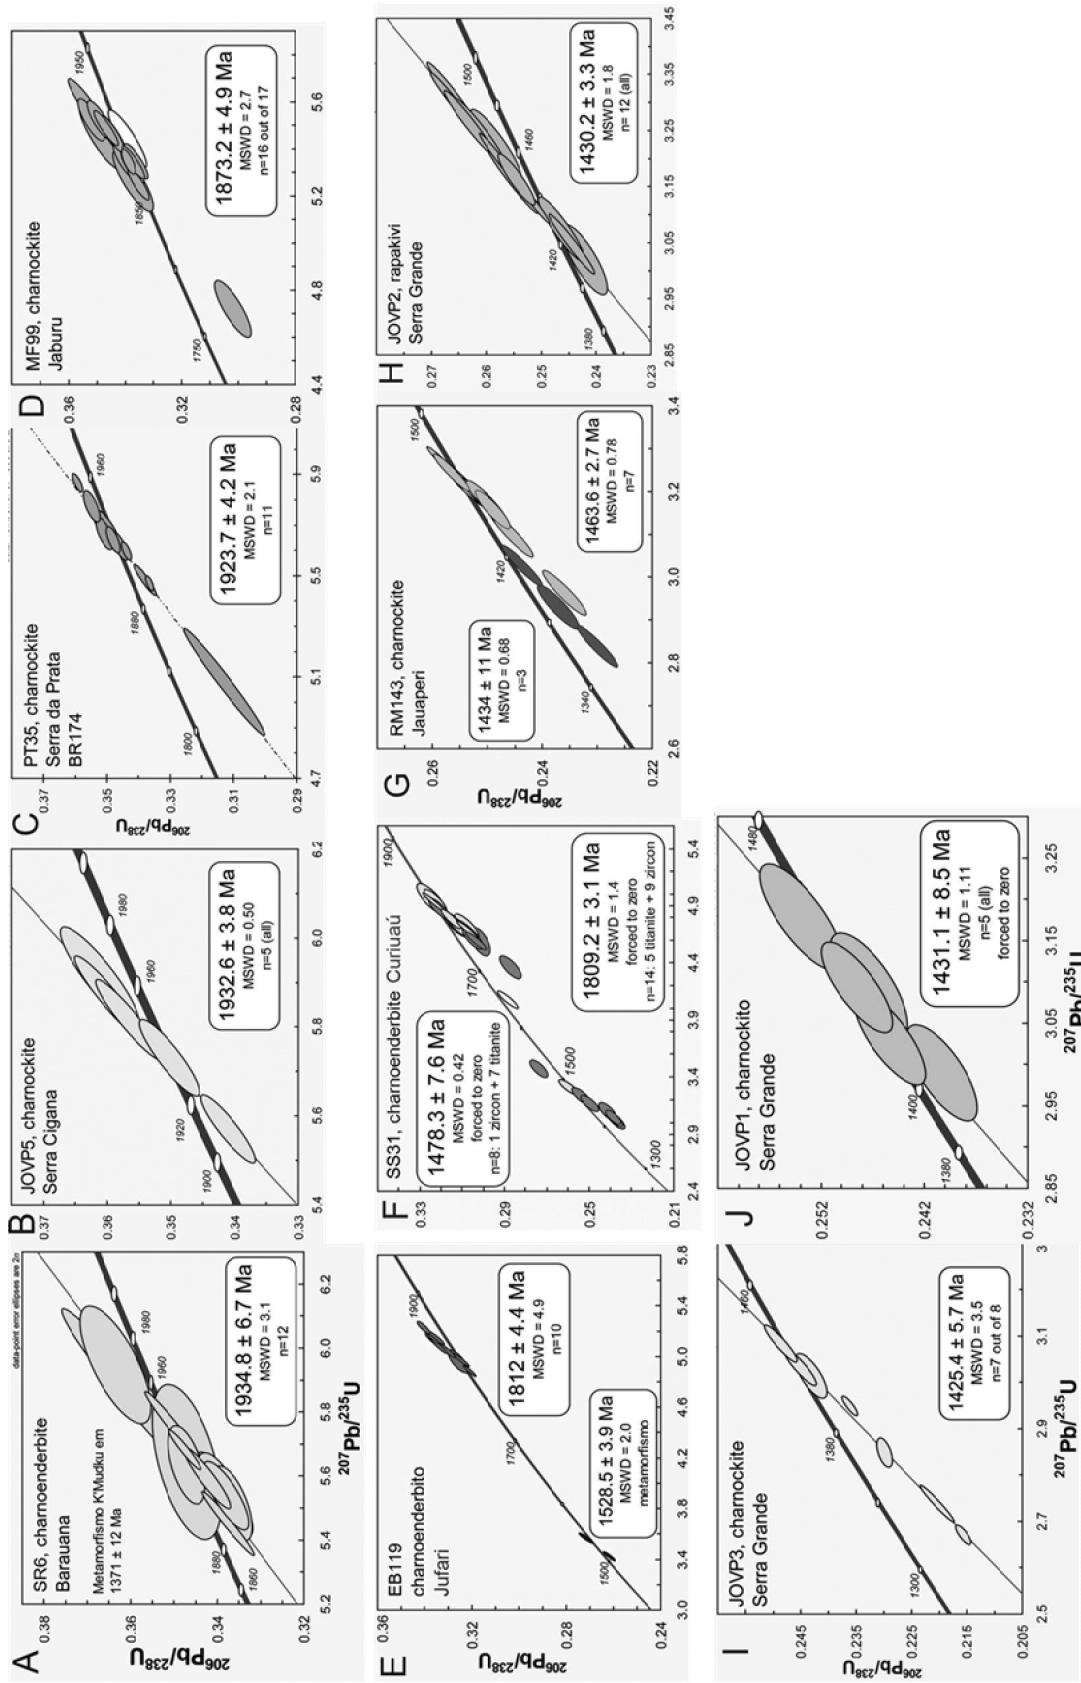 A
data-point error ellipses are 2σ
SR6, charnoenderbite
Barauana
Metamorfismo K'Mudku em
1371 ± 12 Ma
1934.8 ± 6.7 Ma
MSWD = 3.1
n=12
1860
1880
1960
1980
0.38
0.36
0.34
0.32
5.2
5.4
5.6
5.8
6.0
6.2
206Pb/238U
207Pb/235U
B
JOVP5, charnockite
Serra Cigana
1932.6 ± 3.8 Ma
MSWD = 0.50
n=5 (all)
1900
1920
1960
1980
0.37
0.36
0.35
0.34
0.33
5.4
5.6
5.8
6.0
6.2
C
PT35, charnockite
Serra da Prata
BR174
1923.7 ± 4.2 Ma
MSWD = 2.1
n=11
1800
1880
1960
0.37
0.35
0.33
0.31
0.29
4.7
5.1
5.5
5.9
206Pb/238U
D
MF99, charnockite
Jaburu
1873.2 ± 4.9 Ma
MSWD = 2.7
n=16 out of 17
1750
1850
1950
0.36
0.32
0.28
4.4
4.8
5.2
5.6
E
EB119
charnoenderbito
Jufari
1812 ± 4.4 Ma
MSWD = 4.9
n=10
1528.5 ± 3.9 Ma
MSWD = 2.0
metamorfismo
1500
1700
1900
0.36
0.32
0.28
0.24
3.0
3.4
3.8
4.2
4.6
5.0
5.4
5.8
206Pb/238U
F
SS31, charnoenderbite Curiuaú
1478.3 ± 7.6 Ma
MSWD = 0.42
forced to zero
n=8: 1 zircon + 7 titanite
1809.2 ± 3.1 Ma
MSWD = 1.4
forced to zero
n=14: 5 titanite + 9 zircon
1300
1500
1700
1900
0.33
0.29
0.25
0.21
2.4
2.9
3.4
3.9
4.4
4.9
5.4
G
RM143, charnockite
Jauaperi
1434 ± 11 Ma
MSWD = 0.68
n=3
1463.6 ± 2.7 Ma
MSWD = 0.78
n=7
1340
1420
1500
0.26
0.24
0.22
2.6
2.8
3.0
3.2
3.4
206Pb/238U
H
JOVP2, rapakivi
Serra Grande
1430.2 ± 3.3 Ma
MSWD = 1.8
n= 12 (all)
1380
1420
1460
1500
0.27
0.26
0.25
0.24
0.23
2.85
2.95
3.05
3.15
3.25
3.35
3.45
I
JOVP3, charnockite
Serra Grande
1425.4 ± 5.7 Ma
MSWD = 3.5
n=7 out of 8
1300
1380
1460
0.245
0.235
0.225
0.215
0.205
2.5
2.7
2.9
3.1
3
206Pb/238U
J
JOVP1, charnockito
Serra Grande
1431.1 ± 8.5 Ma
MSWD = 1.11
n=5 (all)
forced to zero
1380
1400
1480
0.252
0.242
0.232
2.85
2.95
3.05
3.15
3.25
207Pb/235U